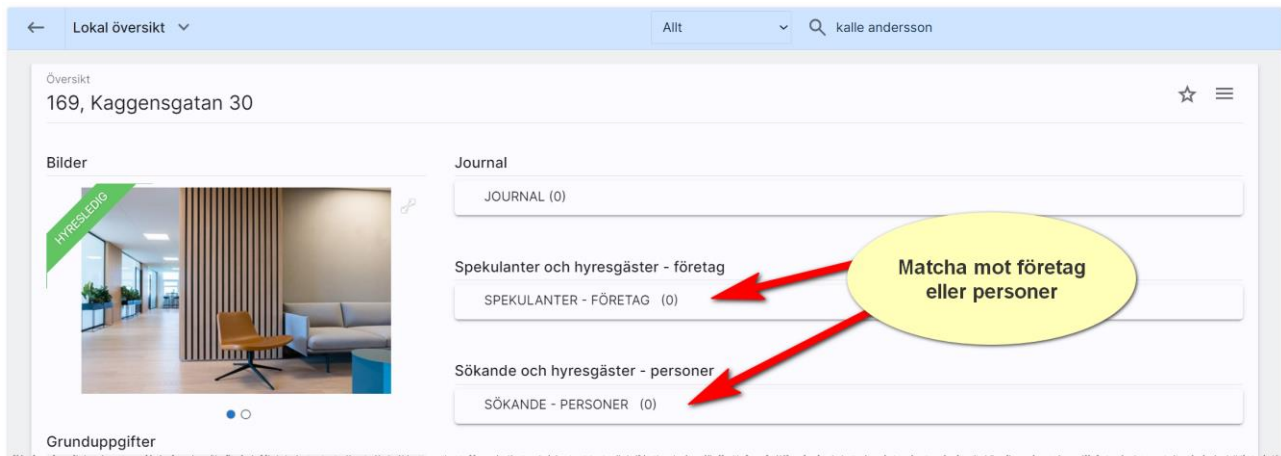 Lokal översikt
Allt
kalle andersson
Översikt
169, Kaggensgatan 30
Bilder
HYRESLEDIG
Journal
JOURNAL (0)
Spekulanter och hyresgäster - företag
SPEKULANTER - FÖRETAG (0)
Matcha mot företag
eller personer
Sökande och hyresgäster - personer
SÖKANDE - PERSONER (0)
Grunduppgifter